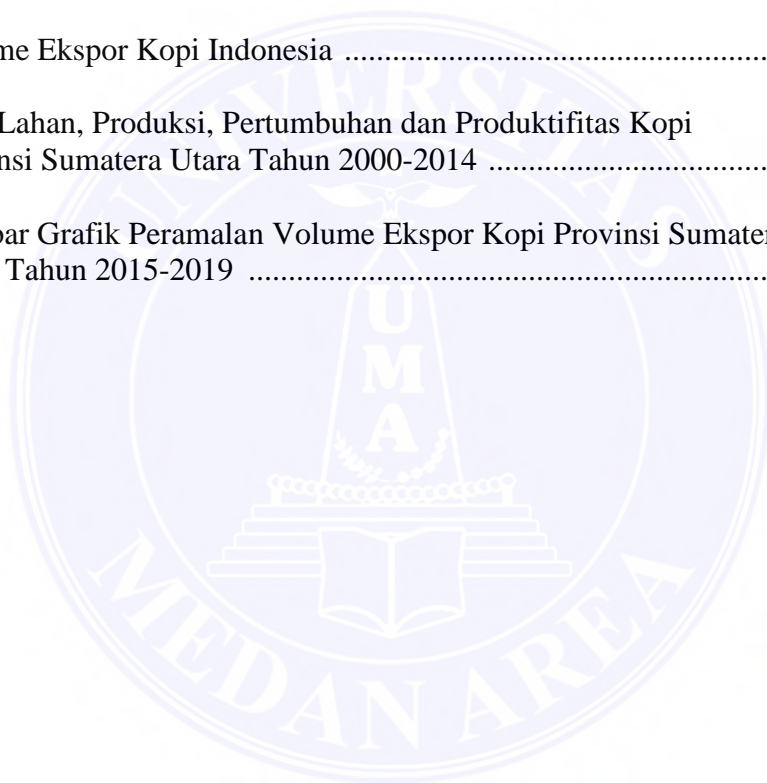 me Ekspor Kopi Indonesia ....................................................
Lahan, Produksi, Pertumbuhan dan Produktifitas Kopi
nsi Sumatera Utara Tahun 2000-2014 ..................................
bar Grafik Peramalan Volume Ekspor Kopi Provinsi Sumater
Tahun 2015-2019 ................................................................
UNIVERSITAS
UMA
MEDAN AREA